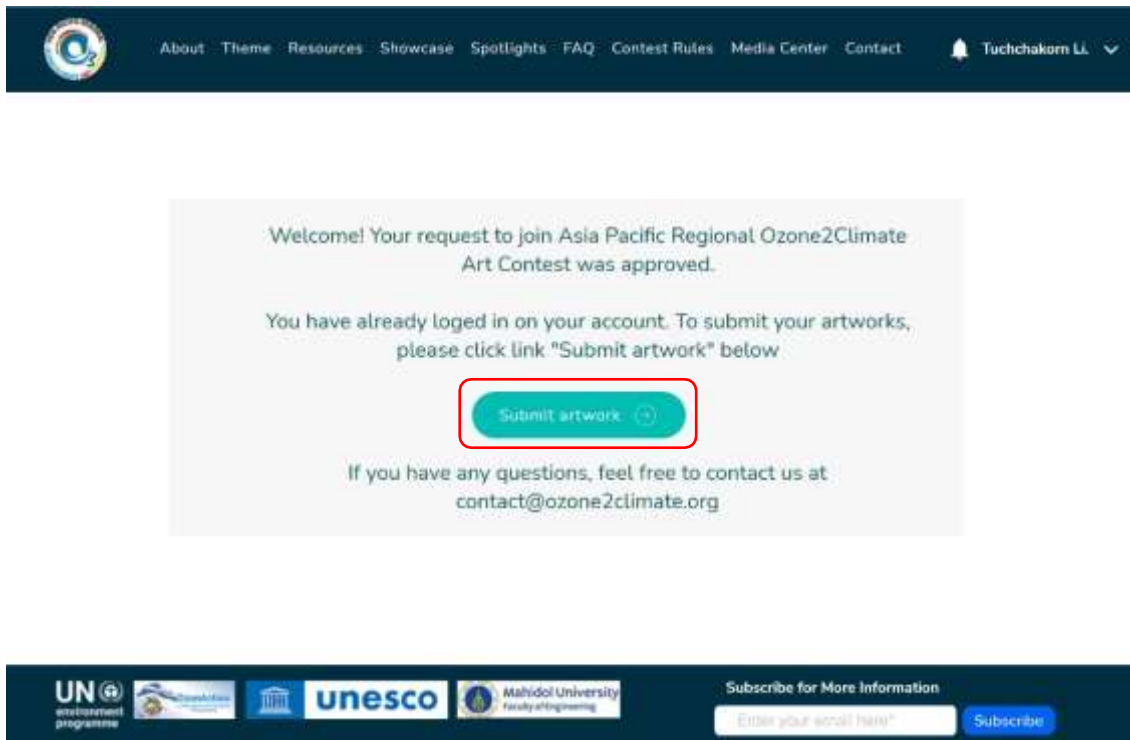 About Theme Resources Showcase Spotlights FAQ Contest Rules Media Center Contact Tuchchakorn Li.
Welcome! Your request to join Asia Pacific Regional Ozone2Climate
Art Contest was approved.
You have already loged in on your account. To submit your artworks,
please click link "Submit artwork" below
Submit artwork
If you have any questions, feel free to contact us at
contact@ozone2climate.org
UN
environment
programme
unesco
Mahidol University
Faculty of Engineering
Subscribe for More Information
Enter your email here*
Subscribe